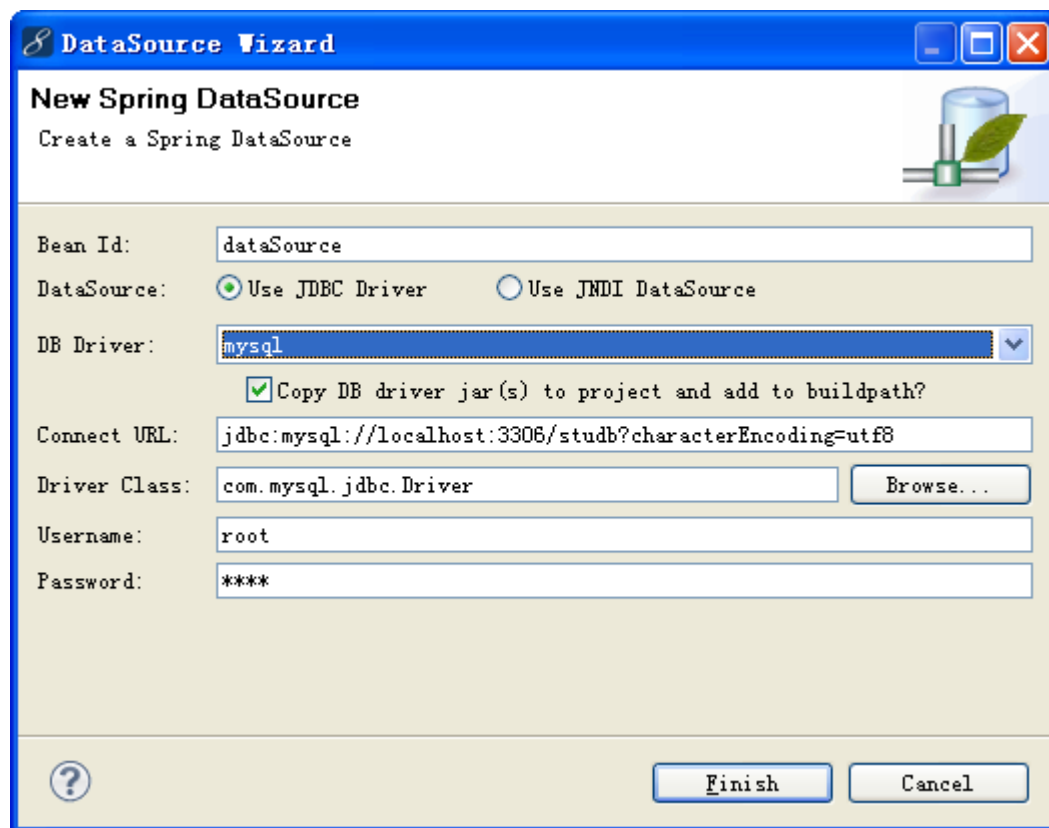 DataSource Wizard
New Spring DataSource
Create a Spring DataSource
Bean Id: dataSource
DataSource: Use JDBC Driver Use JNDI DataSource
DB Driver: mysql
Copy DB driver jar(s) to project and add to buildpath?
Connect URL: jdbc:mysql://localhost:3306/studb?characterEncoding=utf8
Driver Class: com.mysql.jdbc.Driver Browse...
Username: root
Password: ****
? Finish Cancel